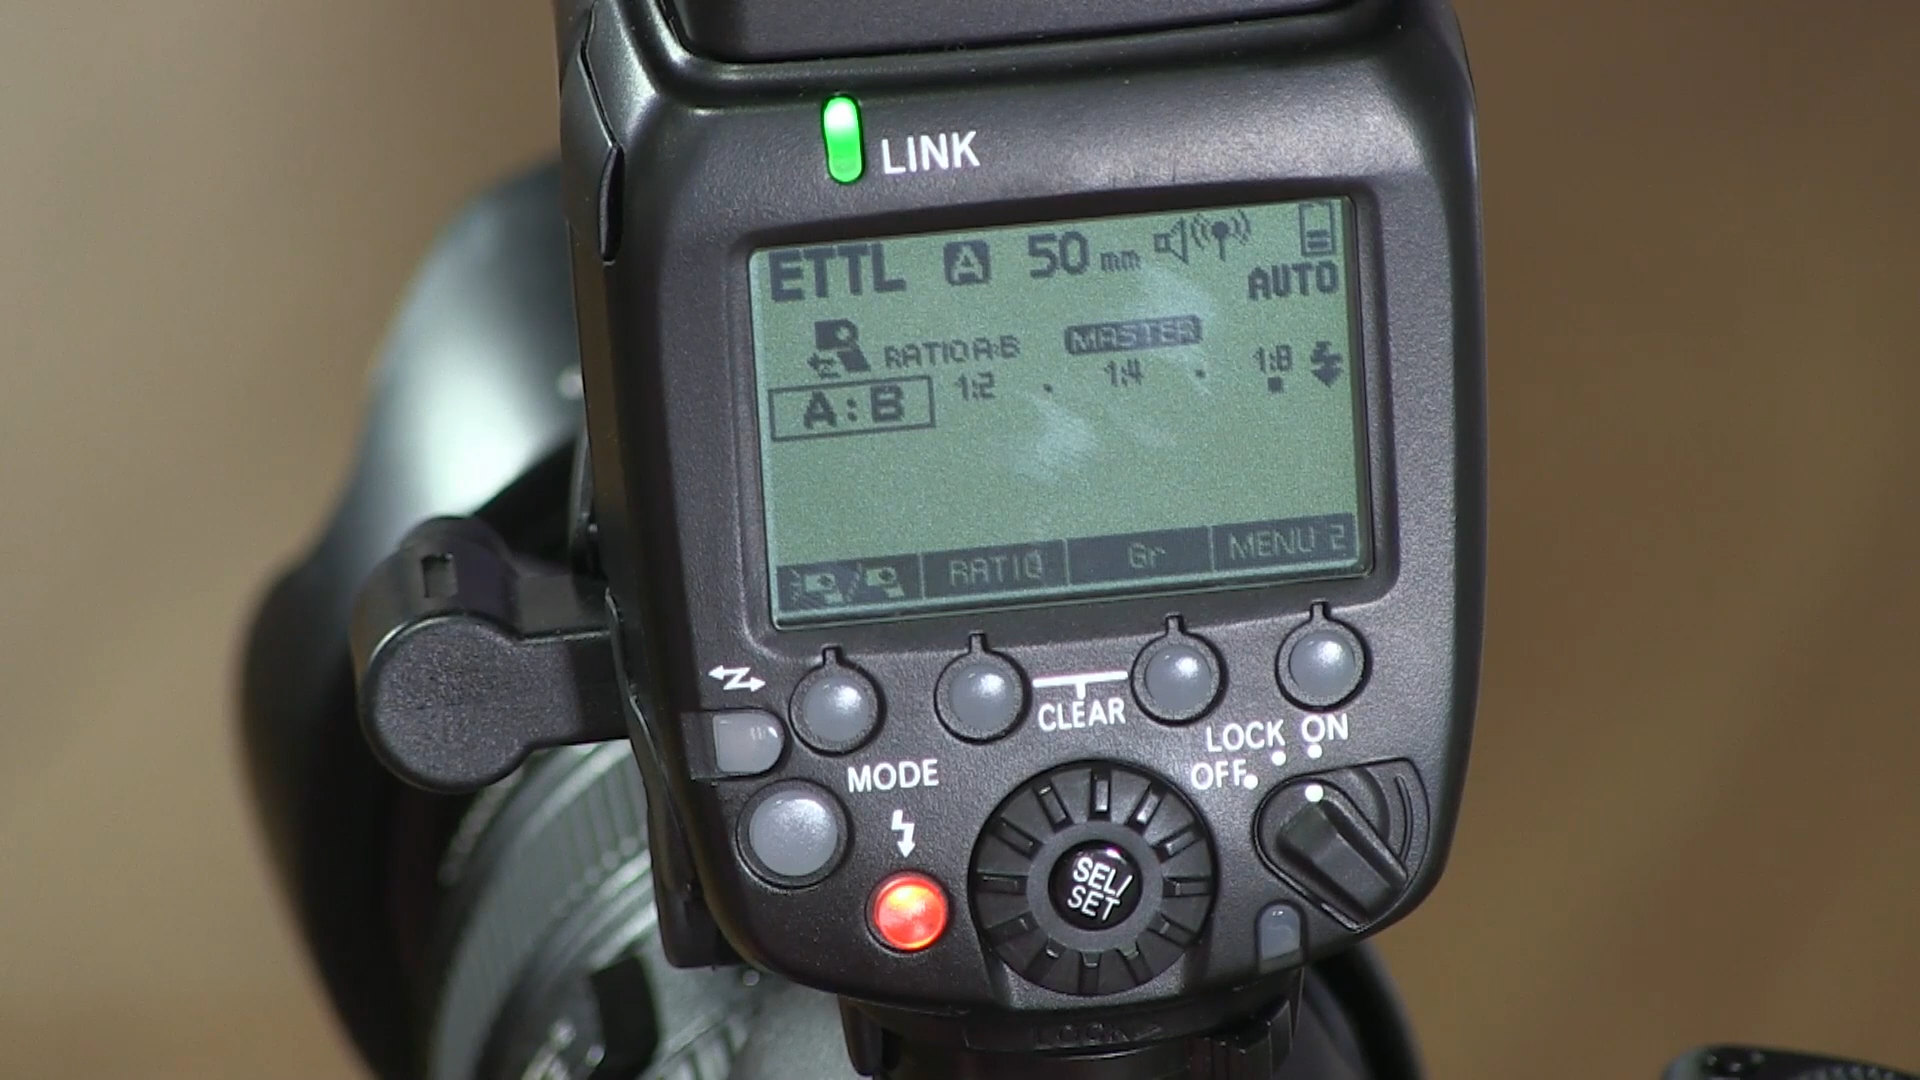 LINK
ETTL A 50 mm
AUTO
RATIO A:B MASTER
1:2 1:4 1:8
A : B
RATIO Gr MENU 2
CLEAR
LOCK ON
OFF
MODE
SEL/
SET
LOCK